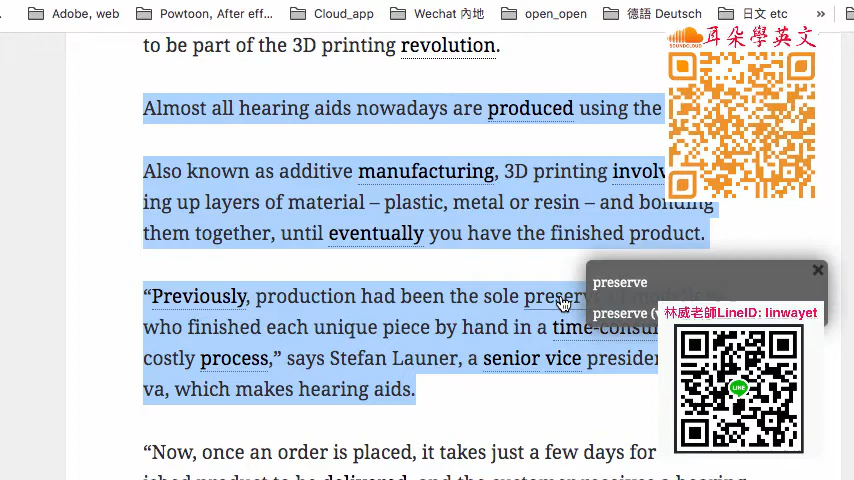 Adobe, web Powtoon, After eff... Cloud_app Wechat 內地 open_open 德語 Deutsch 日文 etc »
to be part of the 3D printing revolution.
SOUNDCLOUD 耳朵學英文
Almost all hearing aids nowadays are produced using the
Also known as additive manufacturing, 3D printing
ing up layers of material – plastic, metal or resin – and bonding
them together, until eventually you have the finished product.
preserve
"Previously, production had been the sole
preserve
林威老師LineID: linwayet
who finished each unique piece by hand in a
costly process," says Stefan Launer, a senior vice
va, which makes hearing aids.
LINE
"Now, once an order is placed, it takes just a few days for